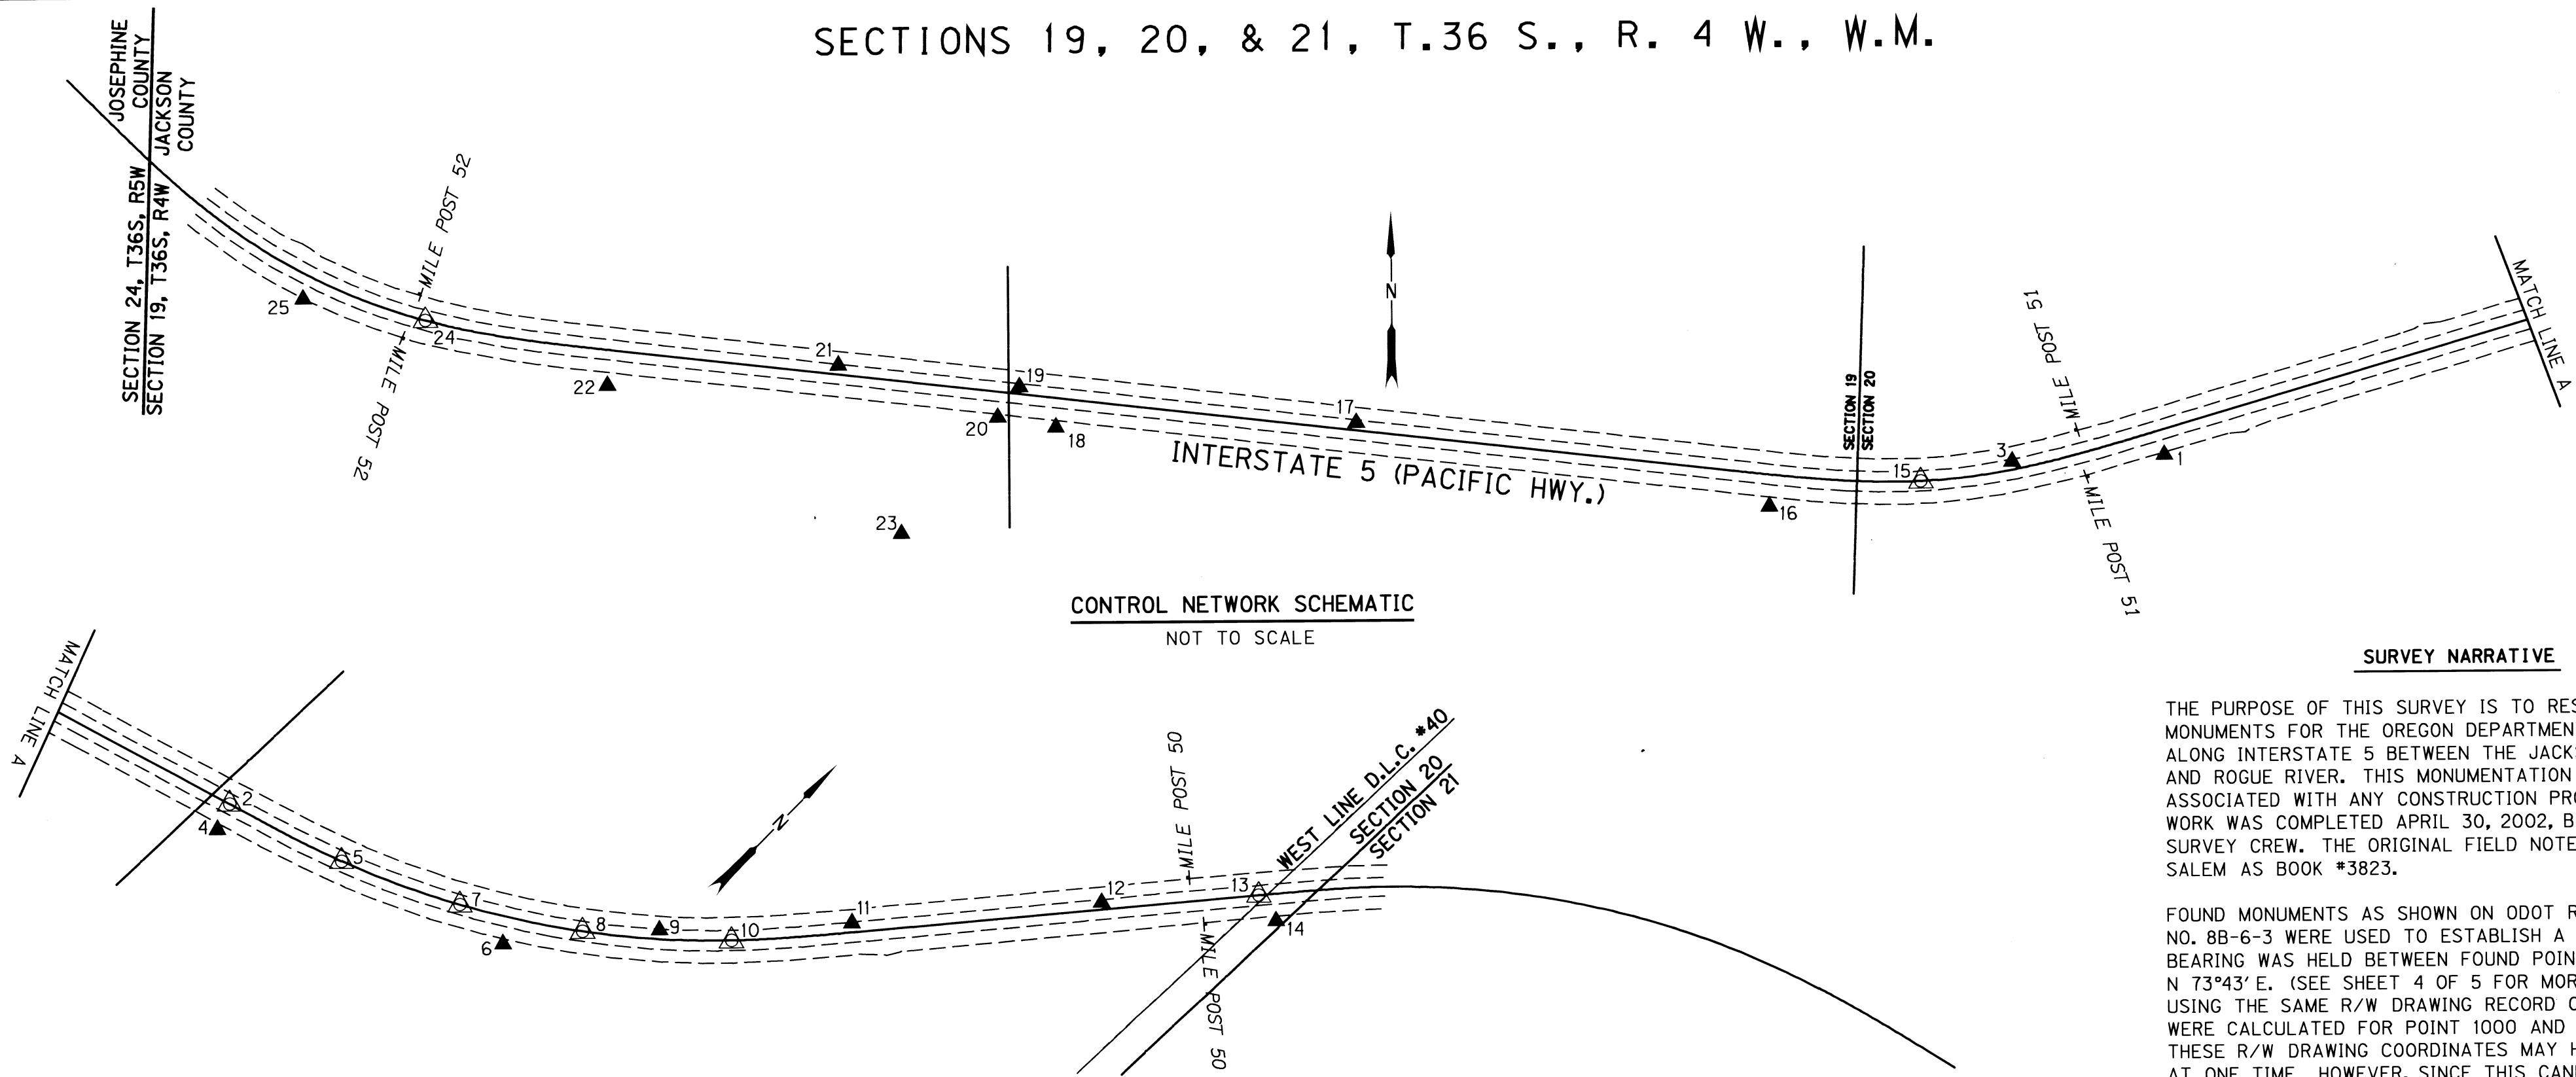 SECTIONS 19, 20, & 21, T.36 S., R. 4 W., W.M.
JOSEPHINE
COUNTY
JACKSON
COUNTY
SECTION 24, T36S, R5W
SECTION 19, T36S, R4W
MILE POST 52
MILE POST 52
25
24
22
21
19
20
18
23
17
N
INTERSTATE 5 (PACIFIC HWY.)
SECTION 19
SECTION 20
16
15
3
1
MILE POST 51
MILE POST 51
MATCH LINE A
CONTROL NETWORK SCHEMATIC
NOT TO SCALE
MATCH LINE A
2
4
5
7
6
8
9
10
11
12
13
14
N
MILE POST 50
MILE POST 50
WEST LINE D.L.C. #40
SECTION 20
SECTION 21
SURVEY NARRATIVE
THE PURPOSE OF THIS SURVEY IS TO
MONUMENTS FOR THE OREGON
ALONG INTERSTATE 5 BETWEEN THE
AND ROGUE RIVER. THIS MONUMENTATION
ASSOCIATED WITH ANY CONSTRUCTION
WORK WAS COMPLETED APRIL 30, 2002,
SURVEY CREW. THE ORIGINAL FIELD
SALEM AS BOOK #3823.
FOUND MONUMENTS AS SHOWN ON ODOT
NO. 8B-6-3 WERE USED TO ESTABLISH A
BEARING WAS HELD BETWEEN FOUND
N 73°43' E. (SEE SHEET 4 OF 5 FOR
USING THE SAME R/W DRAWING RECORD
WERE CALCULATED FOR POINT 1000 AND
THESE R/W DRAWING COORDINATES MAY
AT ONE TIME. HOWEVER, SINCE THIS